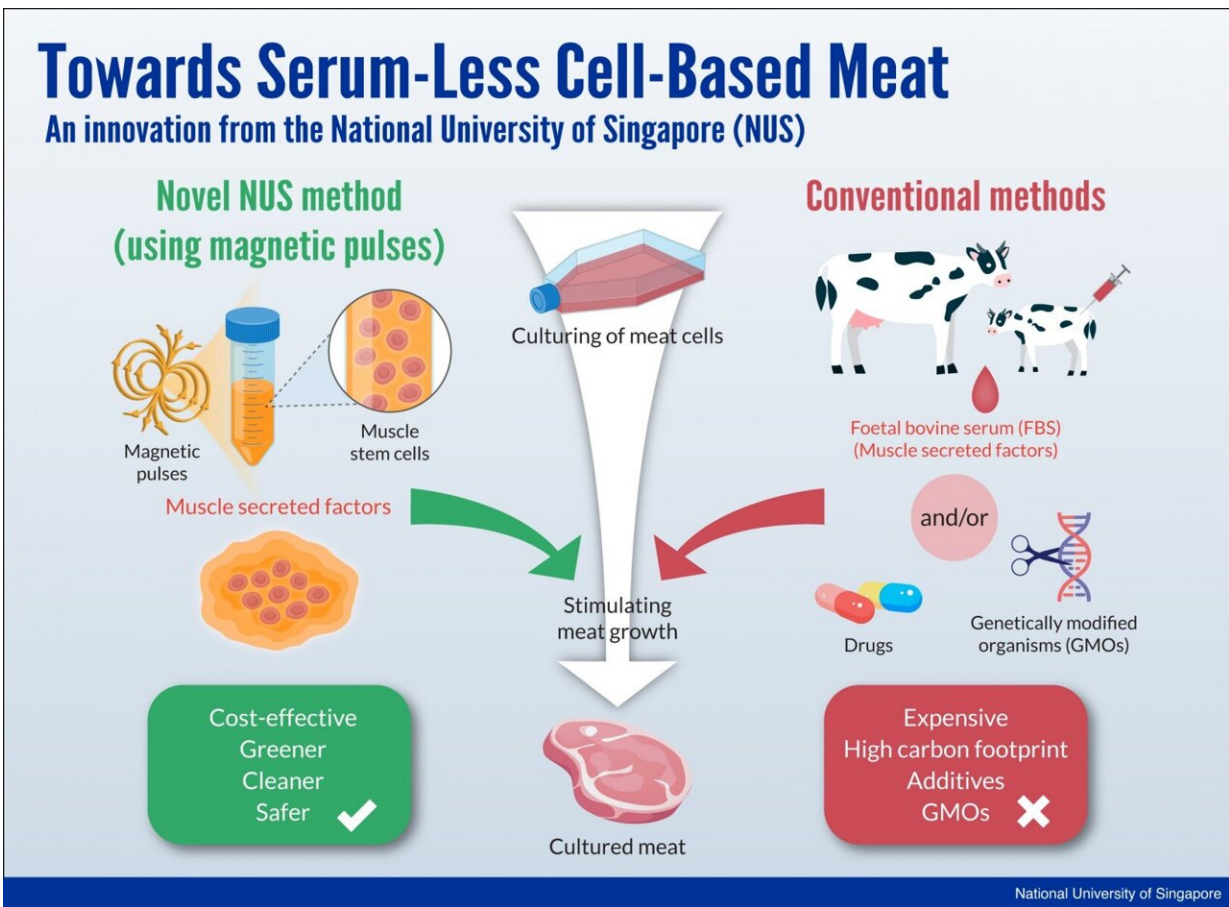 Towards Serum-Less Cell-Based Meat
An innovation from the National University of Singapore (NUS)
Novel NUS method
(using magnetic pulses)
Magnetic
pulses
Muscle
stem cells
Muscle secreted factors
Cost-effective
Greener
Cleaner
Safer
Culturing of meat cells
Stimulating
meat growth
Cultured meat
Conventional methods
Foetal bovine serum (FBS)
(Muscle secreted factors)
and/or
Drugs
Genetically modified
organisms (GMOs)
Expensive
High carbon footprint
Additives
GMOs
National University of Singapore